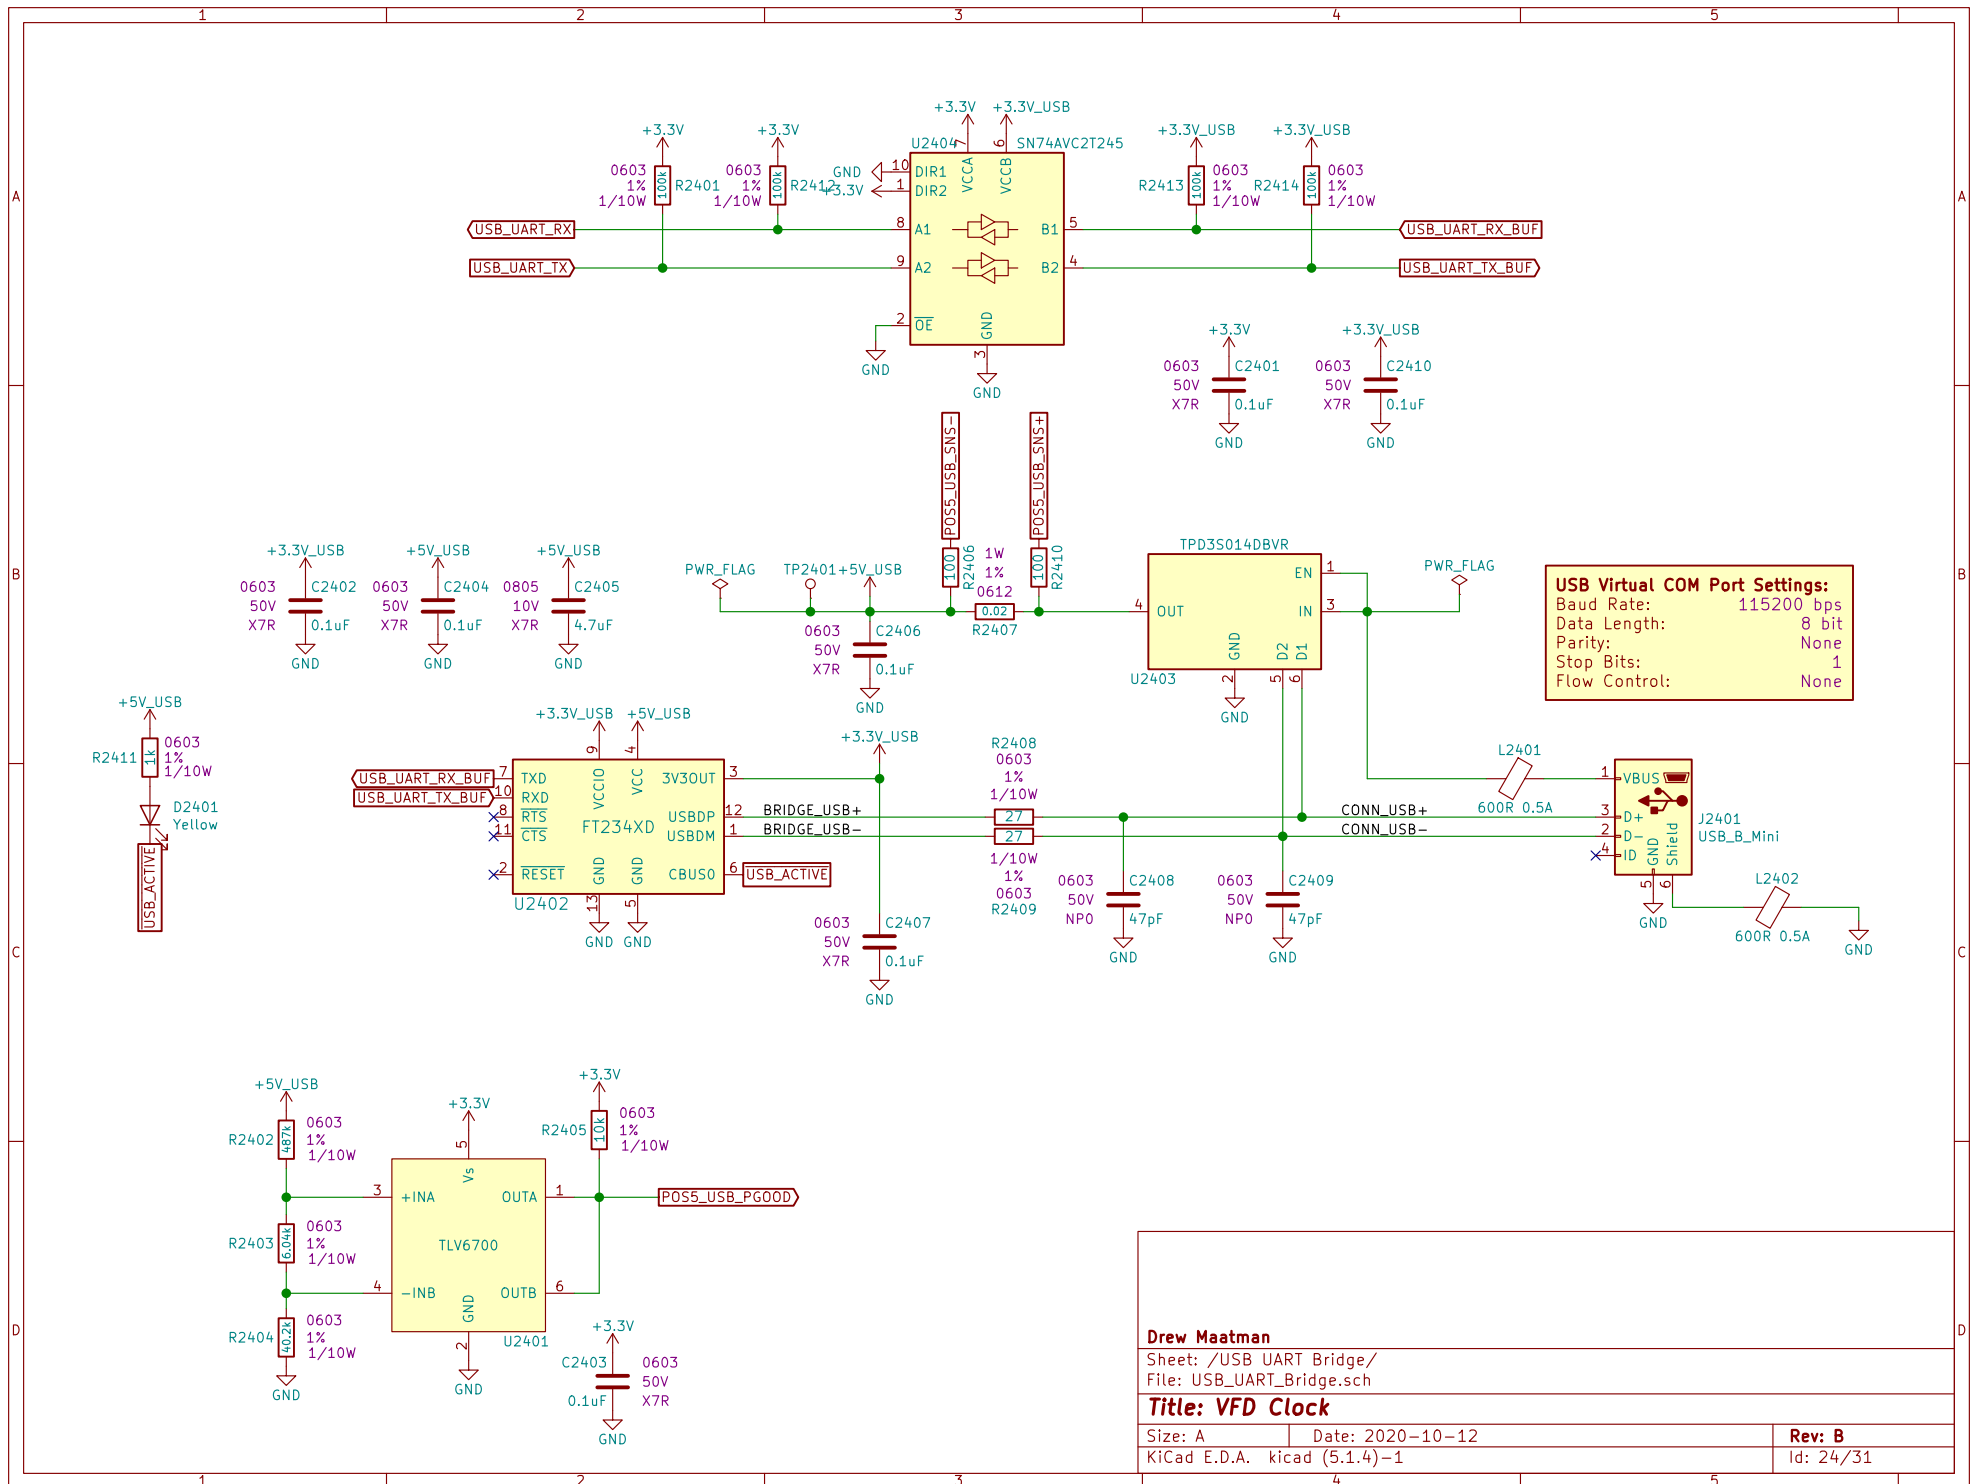 1 2 3 4 5
A
B
C
D
+3.3V +3.3V_USB
U2404 SN74AVC2T245
7 6
VCCA VCCB
GND 10 DIR1
+3.3V 1 DIR2
8 A1 B1 5
9 A2 B2 4
2 OE
GND
3
GND
GND
+3.3V
0603
1%
1/10W
100k
R2401
+3.3V
0603
1%
1/10W
100k
R2412
USB_UART_RX
USB_UART_TX
+3.3V_USB
R2413
100k
0603
1%
1/10W
+3.3V_USB
R2414
100k
0603
1%
1/10W
USB_UART_RX_BUF
USB_UART_TX_BUF
+3.3V
0603 C2401
50V
X7R 0.1uF
GND
+3.3V_USB
0603 C2410
50V
X7R 0.1uF
GND
POS5_USB_SNS-
POS5_USB_SNS+
100
R2406
100
R2410
1W
1%
0612
0.02
R2407
+3.3V_USB
0603 C2402
50V
X7R 0.1uF
GND
+5V_USB
0603 C2404
50V
X7R 0.1uF
GND
+5V_USB
0805 C2405
10V
X7R 4.7uF
GND
PWR_FLAG
TP2401
+5V_USB
0603 C2406
50V
X7R 0.1uF
GND
TPD3S014DBVR
EN 1
4 OUT IN 3
GND D2 D1
2 5 6
U2403
GND
PWR_FLAG
USB Virtual COM Port Settings:
Baud Rate: 115200 bps
Data Length: 8 bit
Parity: None
Stop Bits: 1
Flow Control: None
+5V_USB
R2411
1k
0603
1%
1/10W
D2401
Yellow
USB_ACTIVE
+3.3V_USB +5V_USB
9 4
VCCIO VCC
USB_UART_RX_BUF 7 TXD 3V3OUT 3
USB_UART_TX_BUF 10 RXD
8 RTS USBDP 12 BRIDGE_USB+
11 CTS FT234XD USBDM 1 BRIDGE_USB-
2 RESET GND GND CBUS0 6 USB_ACTIVE
U2402 13 5
GND GND
+3.3V_USB
0603 C2407
50V
X7R 0.1uF
GND
R2408
0603
1%
1/10W
27
27
1/10W
1%
0603
R2409
CONN_USB+
CONN_USB-
0603 C2408
50V
NP0 47pF
GND
0603 C2409
50V
NP0 47pF
GND
L2401
600R 0.5A
1 VBUS
3 D+
2 D-
4 ID
GND Shield
5 6
J2401
USB_B_Mini
GND
L2402
600R 0.5A
GND
+5V_USB
R2402
487k
0603
1%
1/10W
R2403
6.04k
0603
1%
1/10W
R2404
40.2k
0603
1%
1/10W
GND
+3.3V
5
Vs
3 +INA OUTA 1
TLV6700
4 -INB OUTB 6
GND
2
U2401
GND
+3.3V
R2405
10k
0603
1%
1/10W
POS5_USB_PGOOD
+3.3V
C2403 0603
50V
0.1uF X7R
GND
Drew Maatman
Sheet: /USB UART Bridge/
File: USB_UART_Bridge.sch
Title: VFD Clock
Size: A Date: 2020-10-12 Rev: B
KiCad E.D.A. kicad (5.1.4)-1 Id: 24/31
A
B
C
D
1 2 3 4 5